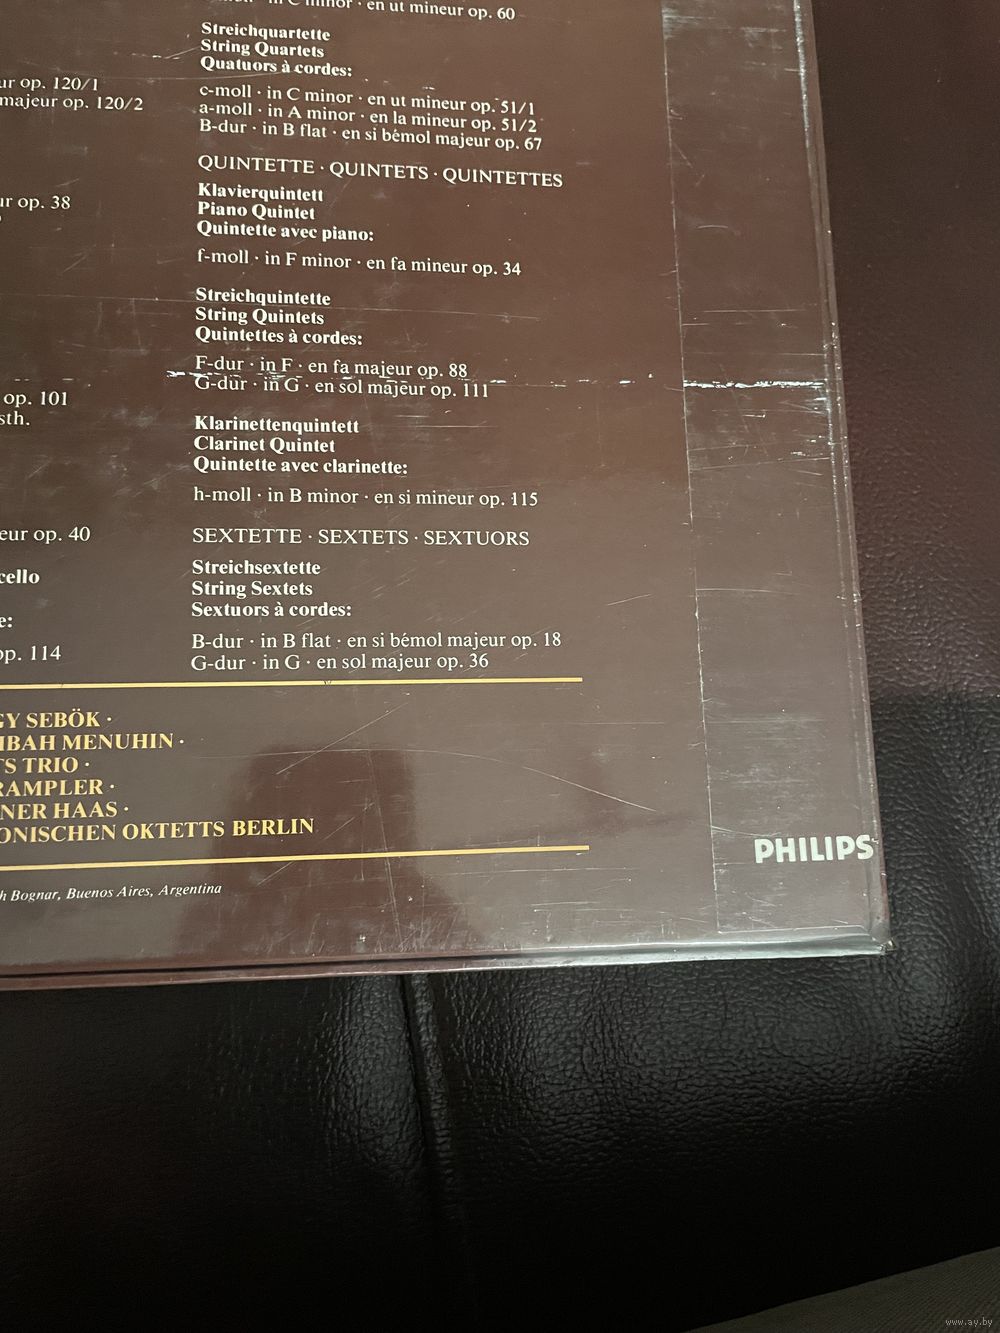 in C minor · en ut mineur op. 60
Streichquartette
String Quartets
Quatuors à cordes:
c-moll · in C minor · en ut mineur op. 51/1
a-moll · in A minor · en la mineur op. 51/2
B-dur · in B flat · en si bémol majeur op. 67
QUINTETTE · QUINTETS · QUINTETTES
Klavierquintett
Piano Quintet
Quintette avec piano:
f-moll · in F minor · en fa mineur op. 34
Streichquintette
String Quintets
Quintettes à cordes:
F-dur · in F · en fa majeur op. 88
G-dur · in G · en sol majeur op. 111
Klarinettenquintett
Clarinet Quintet
Quintette avec clarinette:
h-moll · in B minor · en si mineur op. 115
SEXTETTE · SEXTETS · SEXTUORS
Streichsextette
String Sextets
Sextuors à cordes:
B-dur · in B flat · en si bémol majeur op. 18
G-dur · in G · en sol majeur op. 36
ur op. 120/1
majeur op. 120/2
ur op. 38
op. 101
sth.
eur op. 40
cello
e:
op. 114
GY SEBÖK ·
IBAH MENUHIN ·
TS TRIO ·
RAMPLER ·
NER HAAS ·
ONISCHEN OKTETTS BERLIN
h Bognar, Buenos Aires, Argentina
PHILIPS
www.ay.by